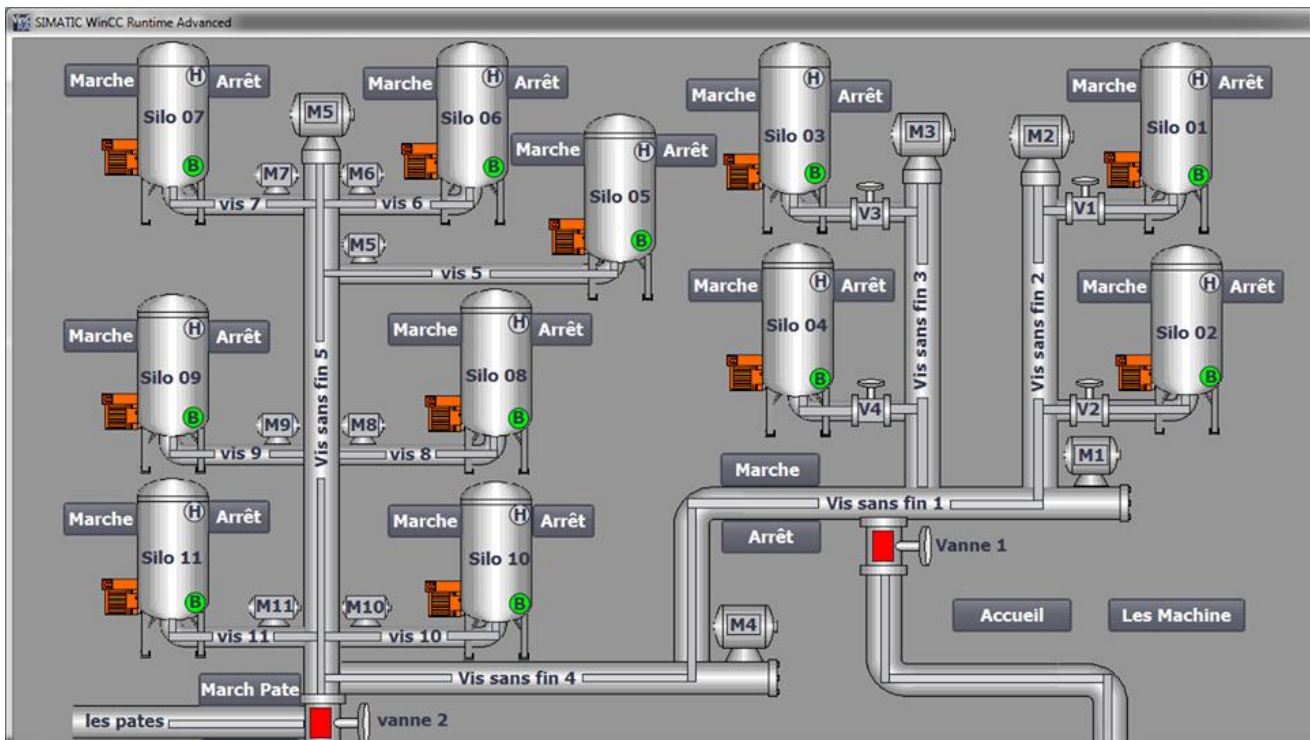 SIMATIC WinCC Runtime Advanced
Marche H Arrêt
Silo 07
B
Marche H Arrêt
Silo 06
B
M5
M7 M6
vis 7 vis 6
Marche H Arrêt
Silo 05
B
M5
vis 5
Marche H Arrêt
Silo 03
B
V3
M3
M2
Marche H Arrêt
Silo 01
B
V1
Marche H Arrêt
Silo 04
B
V4
Vis sans fin 3
Vis sans fin 2
Marche H Arrêt
Silo 02
B
V2
Marche H Arrêt
Silo 09
B
Marche H Arrêt
Silo 08
B
Vis sans fin 5
M9 M8
vis 9 vis 8
M1
Marche
Vis sans fin 1
Arrêt
Vanne 1
Marche H Arrêt
Silo 11
B
Marche H Arrêt
Silo 10
B
M11 M10
vis 11 vis 10
M4
Accueil Les Machine
Vis sans fin 4
March Pate
les pates
vanne 2